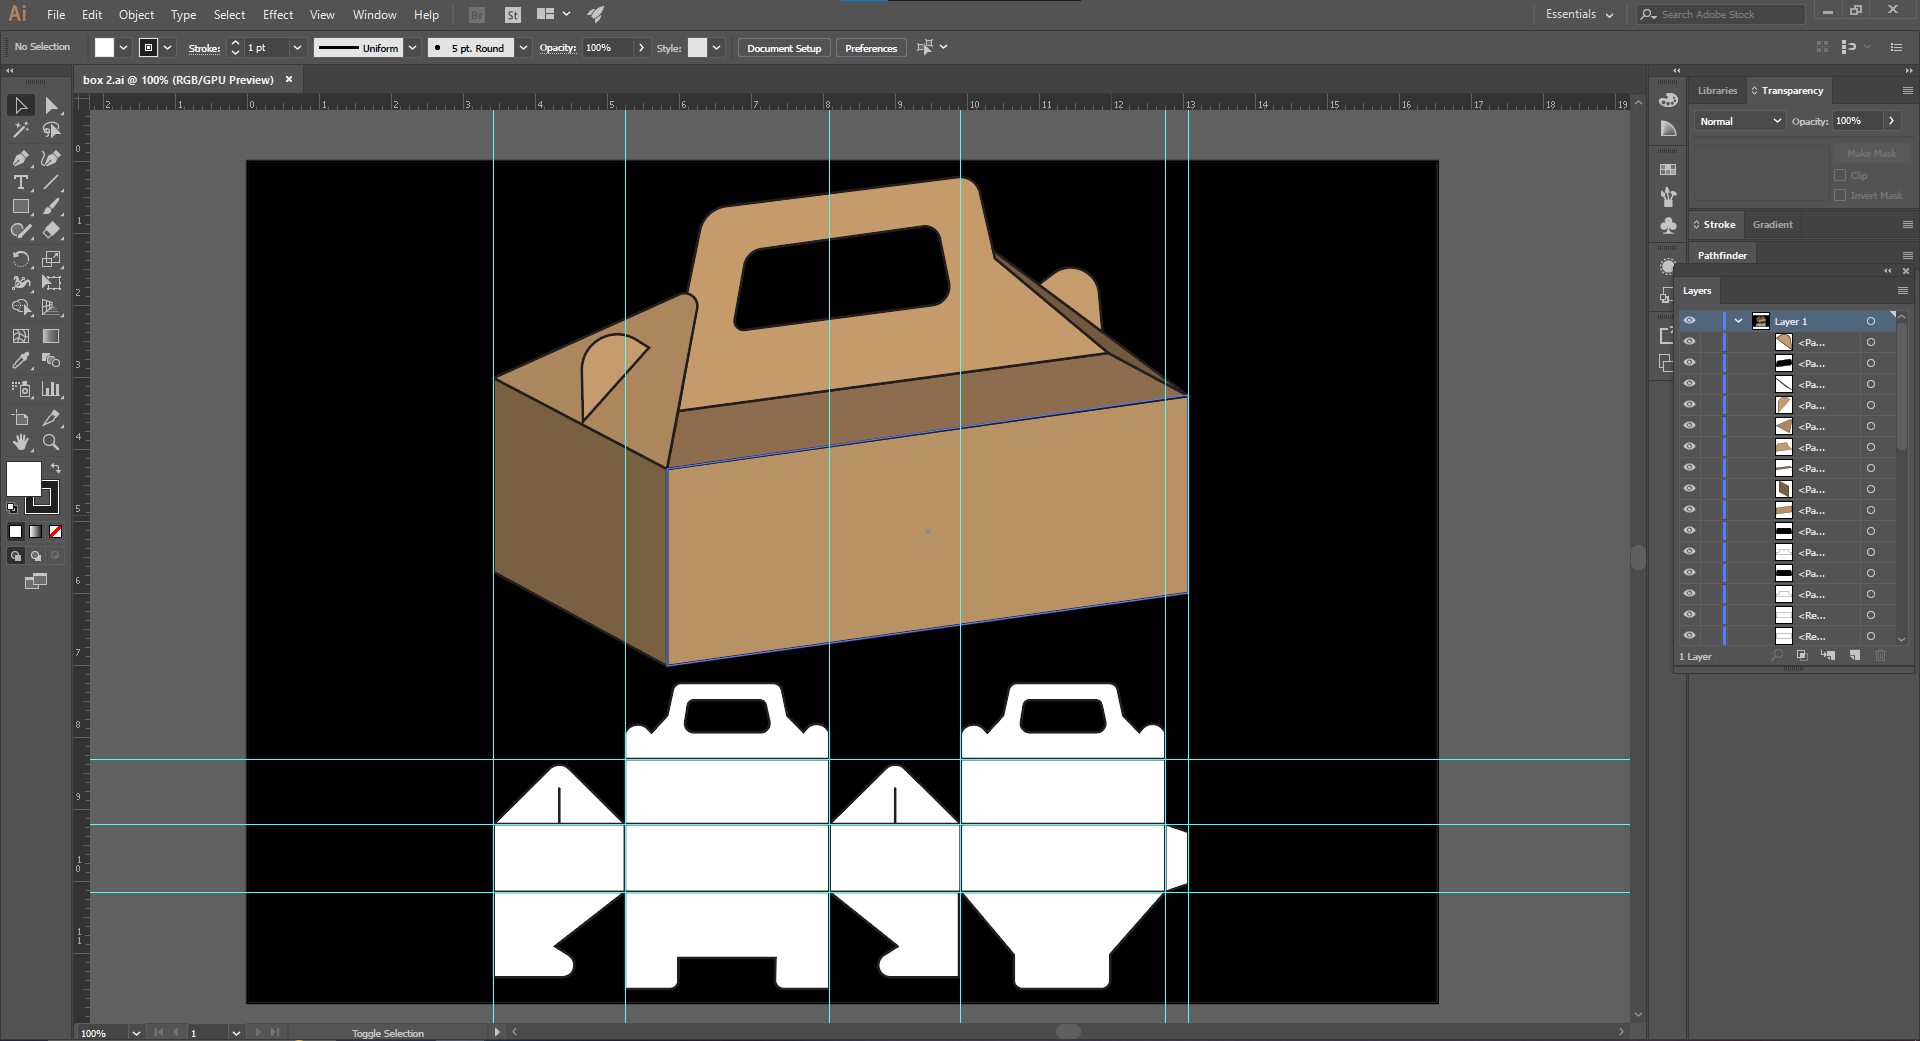 Ai File Edit Object Type Select Effect View Window Help Br St Essentials Search Adobe Stock
No Selection Stroke: 1 pt Uniform 5 pt. Round Opacity: 100% Style: Document Setup Preferences
box 2.ai @ 100% (RGB/GPU Preview)
2 1 0 1 2 3 4 5 6 7 8 9 10 11 12 13 14 15 16 17 18 19
0
1
2
3
4
5
6
7
8
9
1
0
1
1
Libraries Transparency
Normal Opacity: 100%
Make Mask
Clip
Invert Mask
Stroke Gradient
Pathfinder
Layers
Layer 1
<Pa...
<Pa...
<Pa...
<Pa...
<Pa...
<Pa...
<Pa...
<Pa...
<Pa...
<Pa...
<Pa...
<Pa...
<Pa...
<Re...
<Re...
1 Layer
100% 1 Toggle Selection